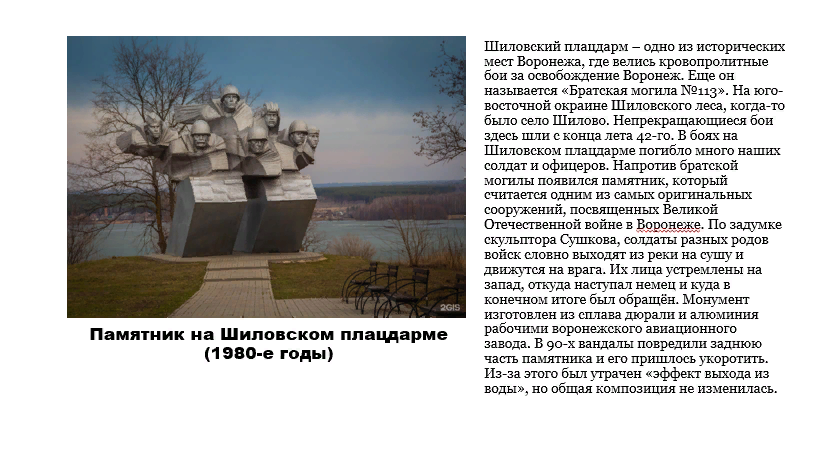 2GIS
Памятник на Шиловском плацдарме
(1980-е годы)
Шиловский плацдарм – одно из исторических
мест Воронежа, где велись кровопролитные
бои за освобождение Воронеж. Еще он
называется «Братская могила №113». На юго-
восточной окраине Шиловского леса, когда-то
было село Шилово. Непрекращающиеся бои
здесь шли с конца лета 42-го. В боях на
Шиловском плацдарме погибло много наших
солдат и офицеров. Напротив братской
могилы появился памятник, который
считается одним из самых оригинальных
сооружений, посвященных Великой
Отечественной войне в Воронеже. По задумке
скульптора Сушкова, солдаты разных родов
войск словно выходят из реки на сушу и
движутся на врага. Их лица устремлены на
запад, откуда наступал немец и куда в
конечном итоге был обращён. Монумент
изготовлен из сплава дюрали и алюминия
рабочими воронежского авиационного
завода. В 90-х вандалы повредили заднюю
часть памятника и его пришлось укоротить.
Из-за этого был утрачен «эффект выхода из
воды», но общая композиция не изменилась.